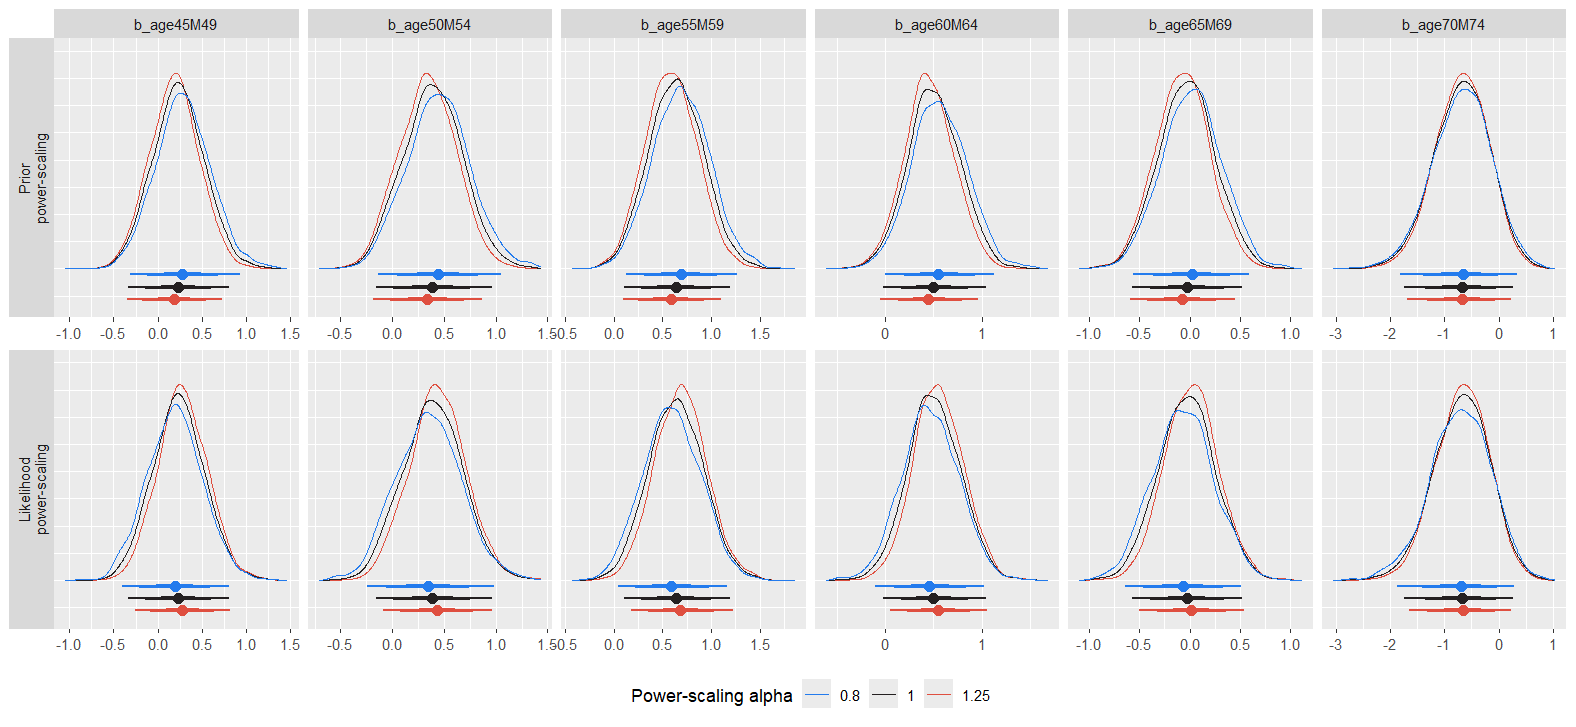 b_age45M49 b_age50M54 b_age55M59 b_age60M64 b_age65M69 b_age70M74
Prior
power-scaling
-1.0 -0.5 0.0 0.5 1.0 1.5 -0.5 0.0 0.5 1.0 1.5 -0.5 0.0 0.5 1.0 1.5 0 1 -1.0 -0.5 0.0 0.5 1.0 -3 -2 -1 0 1
Likelihood
power-scaling
-1.0 -0.5 0.0 0.5 1.0 1.5 -0.5 0.0 0.5 1.0 1.5 -0.5 0.0 0.5 1.0 1.5 0 1 -1.0 -0.5 0.0 0.5 1.0 -3 -2 -1 0 1
Power-scaling alpha 0.8 1 1.25